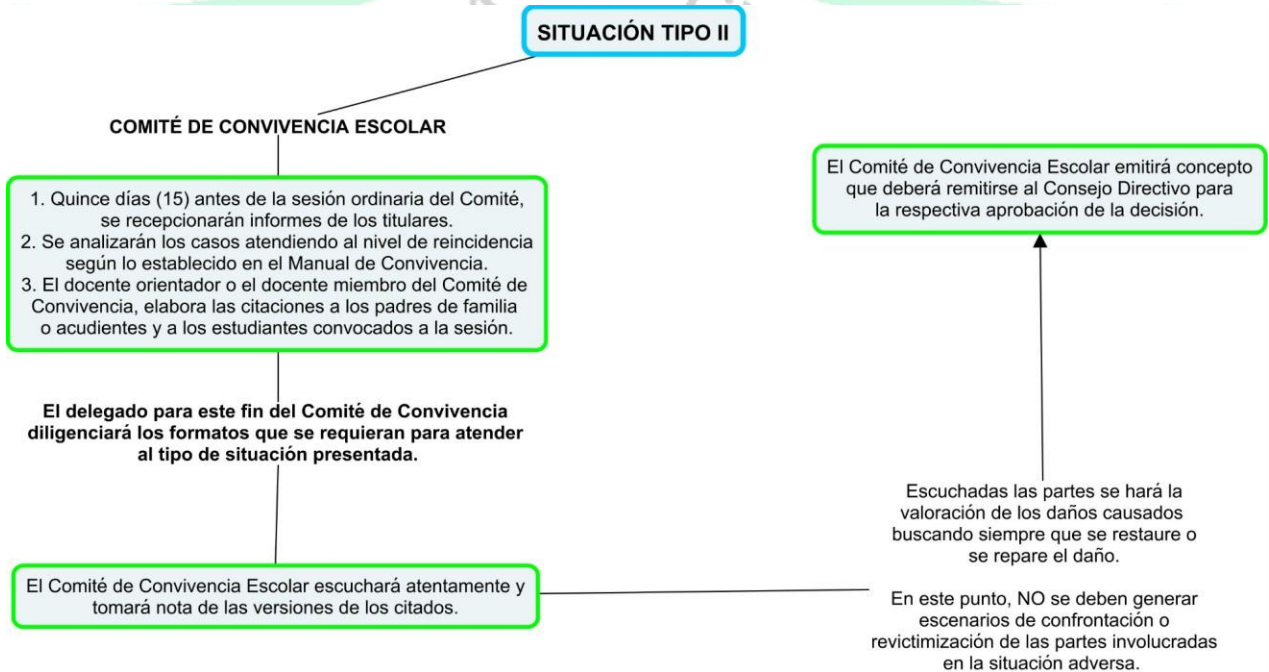 SITUACIÓN TIPO II
COMITÉ DE CONVIVENCIA ESCOLAR
1. Quince días (15) antes de la sesión ordinaria del Comité,
se recepcionarán informes de los titulares.
2. Se analizarán los casos atendiendo al nivel de reincidencia
según lo establecido en el Manual de Convivencia.
3. El docente orientador o el docente miembro del Comité de
Convivencia, elabora las citaciones a los padres de familia
o acudientes y a los estudiantes convocados a la sesión.
El delegado para este fin del Comité de Convivencia
diligenciará los formatos que se requieran para atender
al tipo de situación presentada.
El Comité de Convivencia Escolar escuchará atentamente y
tomará nota de las versiones de los citados.
Escuchadas las partes se hará la
valoración de los daños causados
buscando siempre que se restaure o
se repare el daño.
En este punto, NO se deben generar
escenarios de confrontación o
revictimización de las partes involucradas
en la situación adversa.
El Comité de Convivencia Escolar emitirá concepto
que deberá remitirse al Consejo Directivo para
la respectiva aprobación de la decisión.